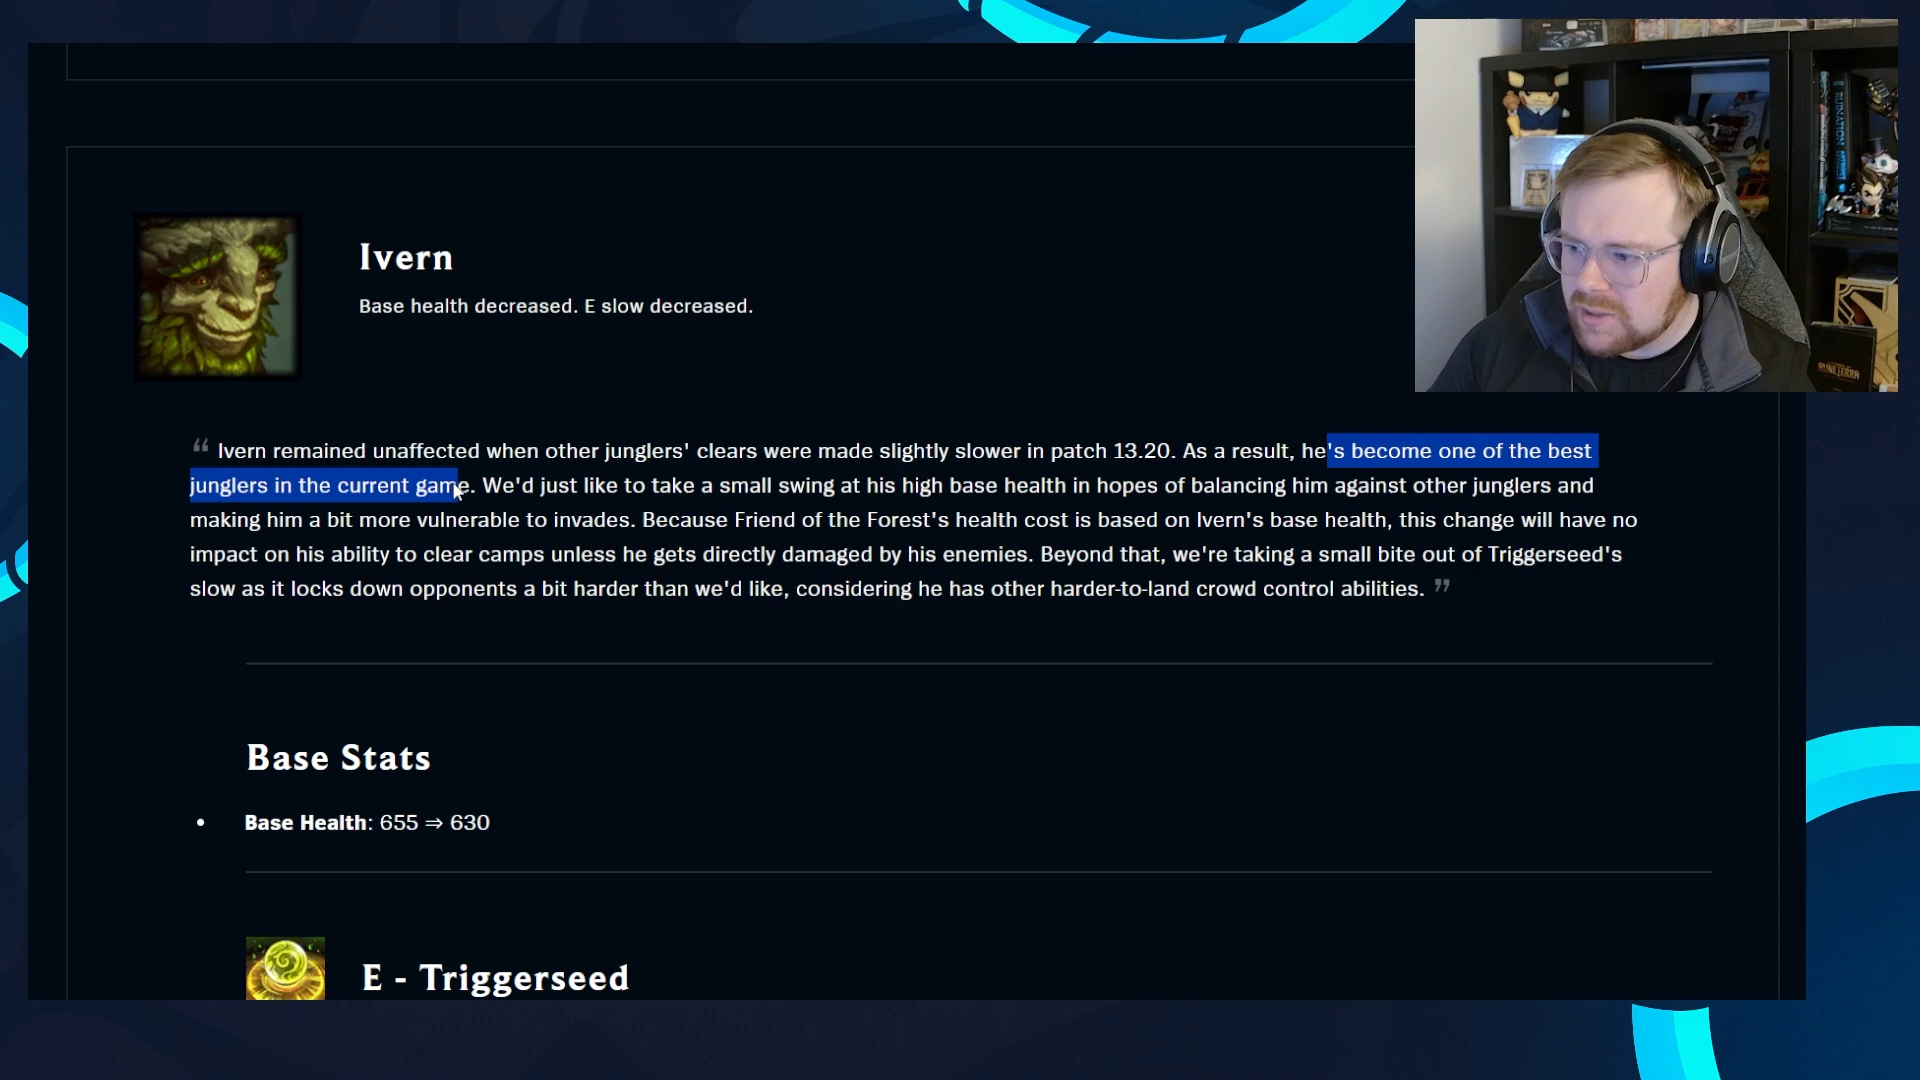 Ivern
Base health decreased. E slow decreased.
“ Ivern remained unaffected when other junglers' clears were made slightly slower in patch 13.20. As a result, he's become one of the best
junglers in the current game. We'd just like to take a small swing at his high base health in hopes of balancing him against other junglers and
making him a bit more vulnerable to invades. Because Friend of the Forest's health cost is based on Ivern's base health, this change will have no
impact on his ability to clear camps unless he gets directly damaged by his enemies. Beyond that, we're taking a small bite out of Triggerseed's
slow as it locks down opponents a bit harder than we'd like, considering he has other harder-to-land crowd control abilities. ”
Base Stats
• Base Health: 655 ⇒ 630
E - Triggerseed
RUINATION
RUNETERRA